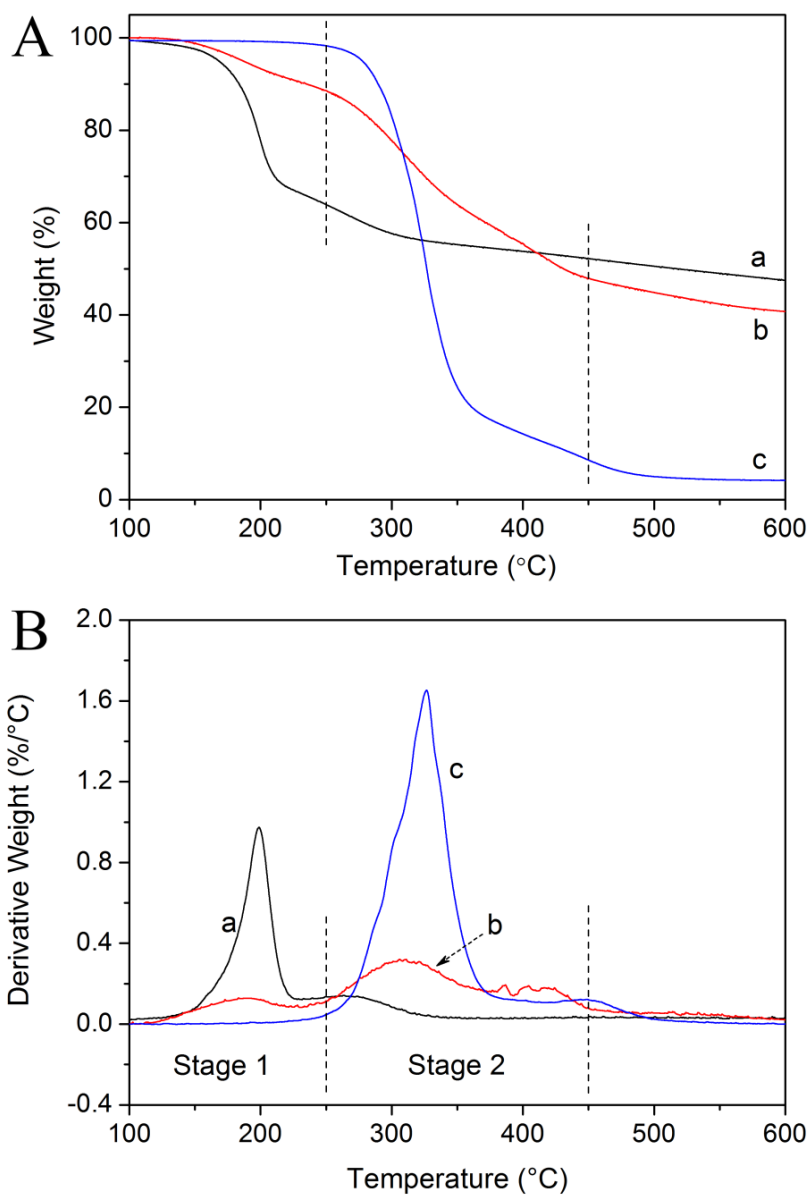 A
100
80
60
40
20
0
Weight (%)
a
b
c
100 200 300 400 500 600
Temperature (°C)
B
2.0
1.6
1.2
0.8
0.4
0.0
-0.4
Derivative Weight (%/°C)
c
a
b
Stage 1 Stage 2
100 200 300 400 500 600
Temperature (°C)